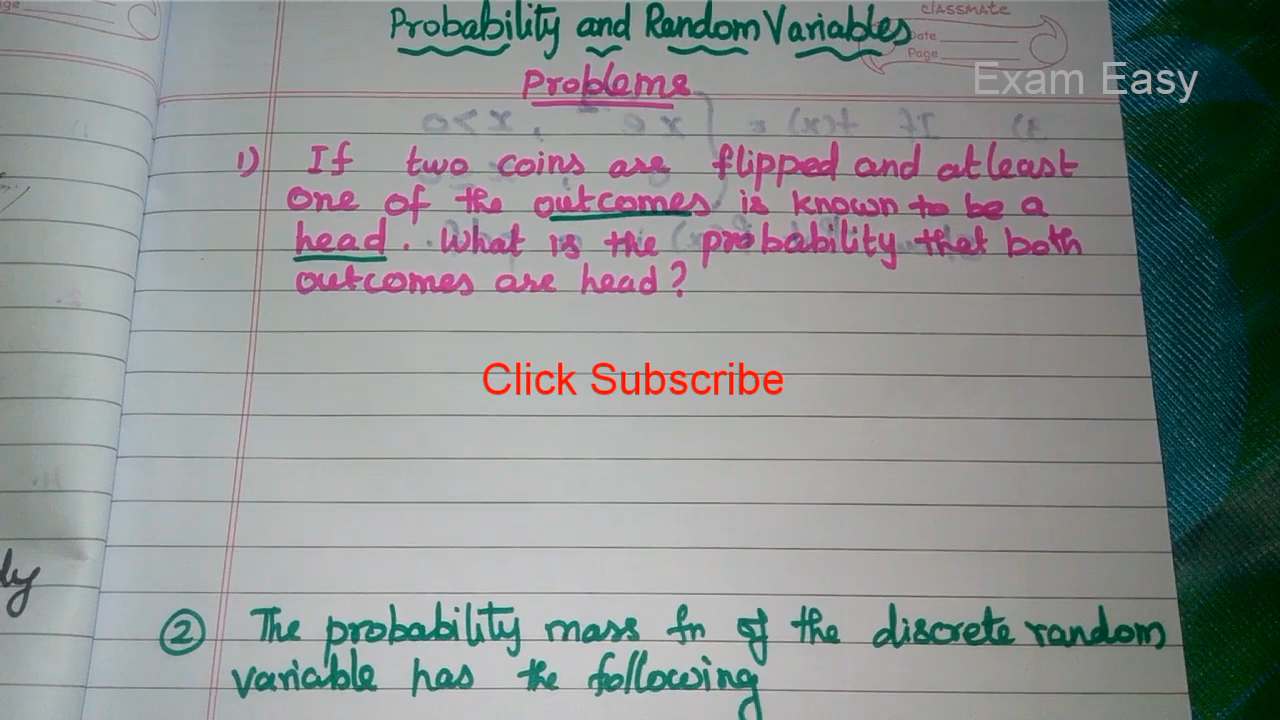 Probability and Random Variables
classmate
Date
Page
Exam Easy
Problems
1) If two coins are flipped and atleast
one of the outcomes is known to be a
head. What is the probability that both
outcomes are head?
Click Subscribe
② The probability mass fn of the discrete random
variable has the following